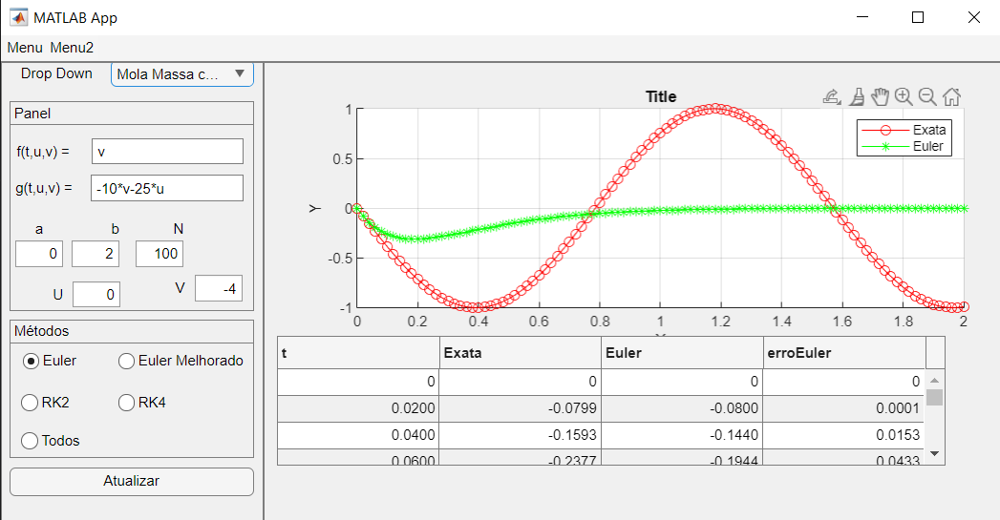 MATLAB App
Menu Menu2
Drop Down Mola Massa c...
Panel
f(t,u,v) = v
g(t,u,v) = -10*v-25*u
a b N
0 2 100
U 0 V -4
Métodos
Euler Euler Melhorado
RK2 RK4
Todos
Atualizar
Title
Exata
Euler
Y
1
0.5
0
-0.5
-1
0 0.2 0.4 0.6 0.8 1 1.2 1.4 1.6 1.8 2
t Exata Euler erroEuler
0 0 0 0
0.0200 -0.0799 -0.0800 0.0001
0.0400 -0.1593 -0.1440 0.0153
0.0600 -0.2377 -0.1944 0.0433